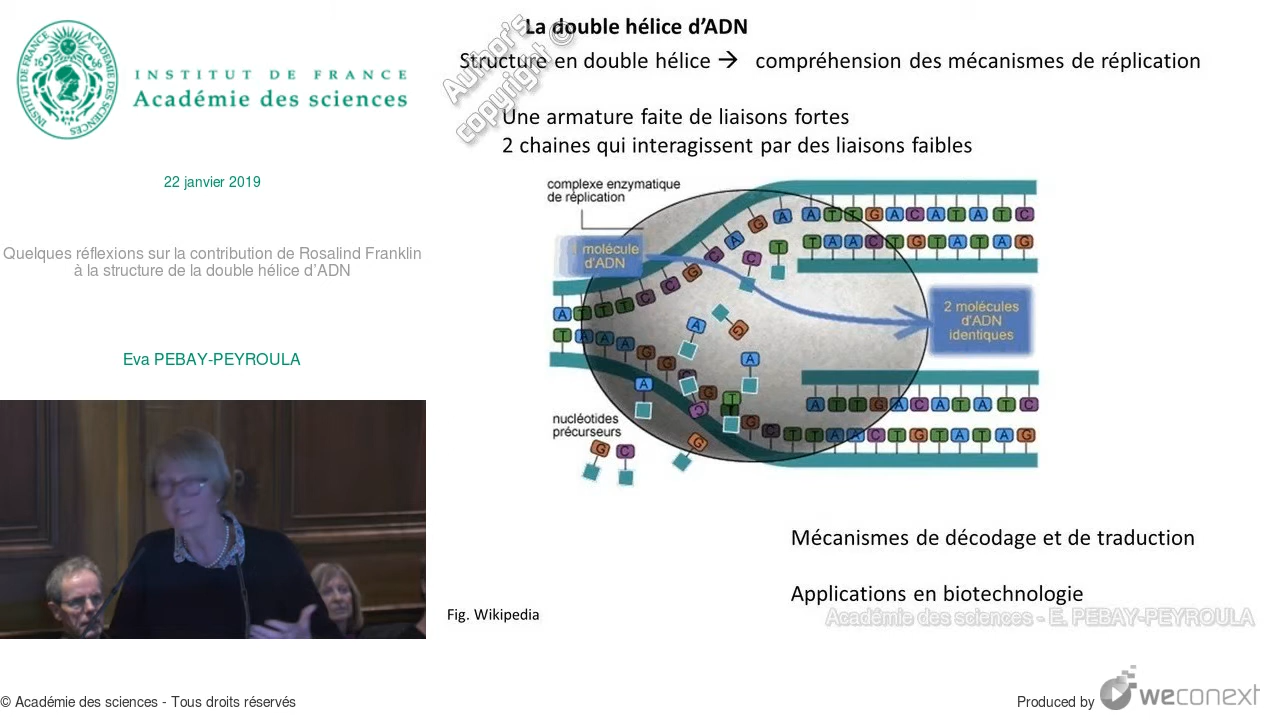 INSTITUT DE FRANCE
Académie des sciences
22 janvier 2019
Quelques réflexions sur la contribution de Rosalind Franklin
à la structure de la double hélice d'ADN
Eva PEBAY-PEYROULA
La double hélice d'ADN
Structure en double hélice → compréhension des mécanismes de réplication
Author's
copyright ©
Une armature faite de liaisons fortes
2 chaines qui interagissent par des liaisons faibles
complexe enzymatique
de réplication
1 molécule
d'ADN
A T T G A C A T A T C
T A A C T G T A T A G
2 molécules
d'ADN
identiques
nucléotides
précurseurs
A T T G A C A T A T C
T A A C T G T A T A G
Mécanismes de décodage et de traduction
Applications en biotechnologie
Fig. Wikipedia
Académie des sciences - E. PEBAY-PEYROULA
© Académie des sciences - Tous droits réservés
Produced by weconext